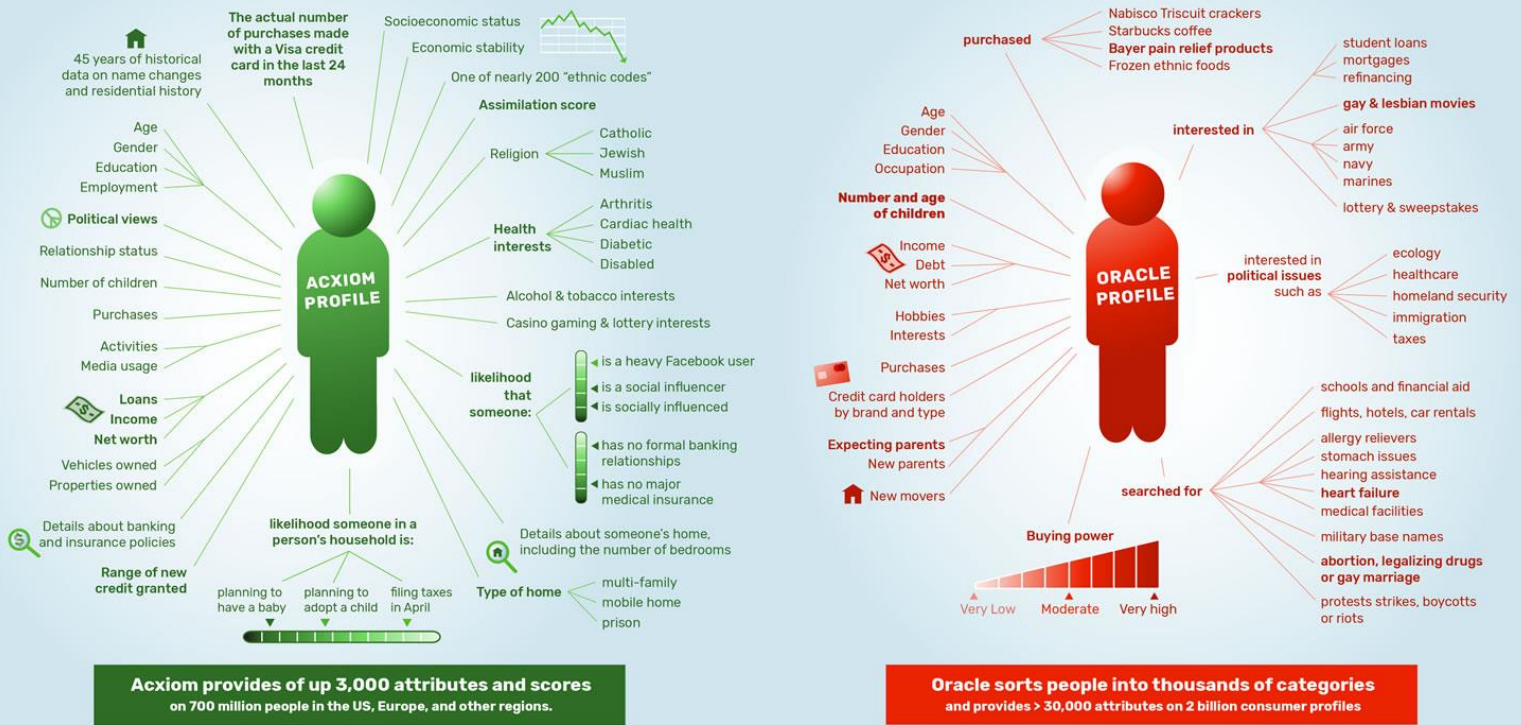 The actual number
of purchases made
with a Visa credit
card in the last 24
months
45 years of historical
data on name changes
and residential history
Age
Gender
Education
Employment
Political views
Relationship status
Number of children
Purchases
Activities
Media usage
$
Loans
Income
Net worth
Vehicles owned
Properties owned
$
Details about banking
and insurance policies
Range of new
credit granted
Socioeconomic status
Economic stability
One of nearly 200 "ethnic codes"
Assimilation score
Religion
Catholic
Jewish
Muslim
Health
interests
Arthritis
Cardiac health
Diabetic
Disabled
Alcohol & tobacco interests
Casino gaming & lottery interests
likelihood
that
someone:
is a heavy Facebook user
is a social influencer
is socially influenced
has no formal banking
relationships
has no major
medical insurance
Details about someone's home,
including the number of bedrooms
Type of home
multi-family
mobile home
prison
likelihood someone in a
person's household is:
planning to
have a baby
planning to
adopt a child
filing taxes
in April
ACXIOM
PROFILE
Acxiom provides of up 3,000 attributes and scores
on 700 million people in the US, Europe, and other regions.
purchased
Nabisco Triscuit crackers
Starbucks coffee
Bayer pain relief products
Frozen ethnic foods
Age
Gender
Education
Occupation
Number and age
of children
$
Income
Debt
Net worth
Hobbies
Interests
Purchases
Credit card holders
by brand and type
Expecting parents
New parents
New movers
interested in
student loans
mortgages
refinancing
gay & lesbian movies
air force
army
navy
marines
lottery & sweepstakes
interested in
political issues
such as
ecology
healthcare
homeland security
immigration
taxes
searched for
schools and financial aid
flights, hotels, car rentals
allergy relievers
stomach issues
hearing assistance
heart failure
medical facilities
military base names
abortion, legalizing drugs
or gay marriage
protests strikes, boycotts
or riots
Buying power
Very Low
Moderate
Very high
ORACLE
PROFILE
Oracle sorts people into thousands of categories
and provides > 30,000 attributes on 2 billion consumer profiles